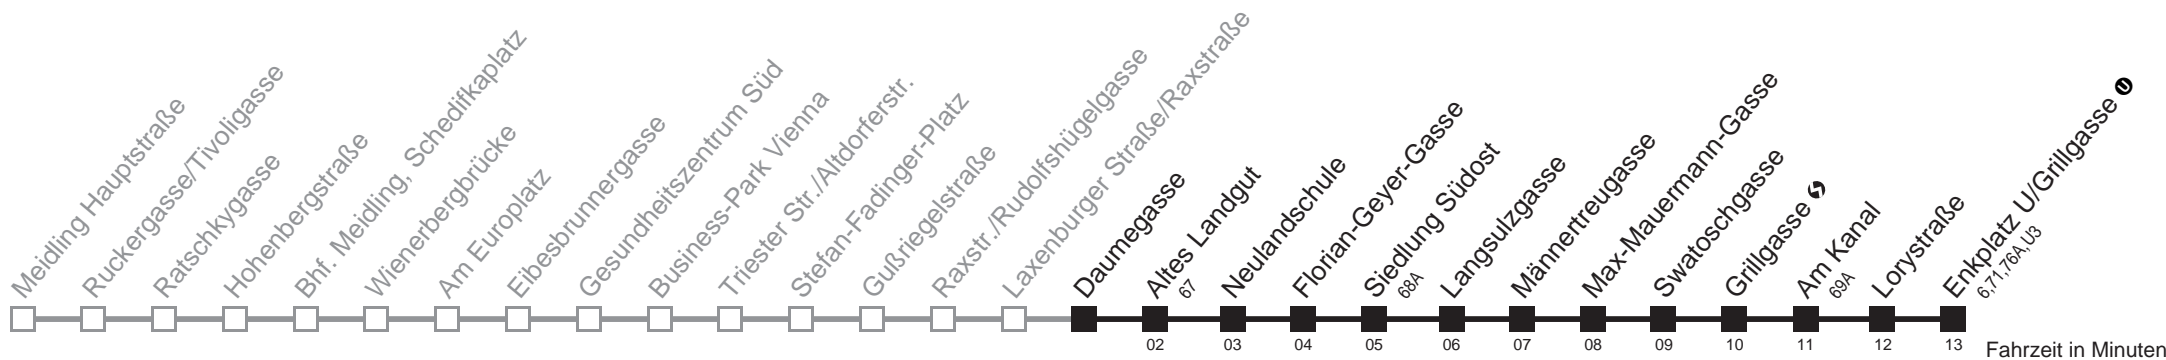 Meidling Hauptstraße
Ruckergasse/Tivoligasse
Ratschkygasse
Hohenbergstraße
Bhf. Meidling, Schedifkaplatz
Wienerbergbrücke
Am Europlatz
Eibesbrunnergasse
Gesundheitszentrum Süd
Business-Park Vienna
Triester Str./Altdorferstr.
Stefan-Fadinger-Platz
Gußriegelstraße
Raxstr./Rudolfshügelgasse
Laxenburger Straße/Raxstraße
Daumegasse
Altes Landgut
67
Neulandschule
Florian-Geyer-Gasse
Siedlung Südost
68A
Langsulzgasse
Männertreugasse
Max-Mauermann-Gasse
Swatoschgasse
Grillgasse
Am Kanal
69A
Lorystraße
Enkplatz U/Grillgasse U
6,71,76A,U3
02 03 04 05 06 07 08 09 10 11 12 13 Fahrzeit in Minuten